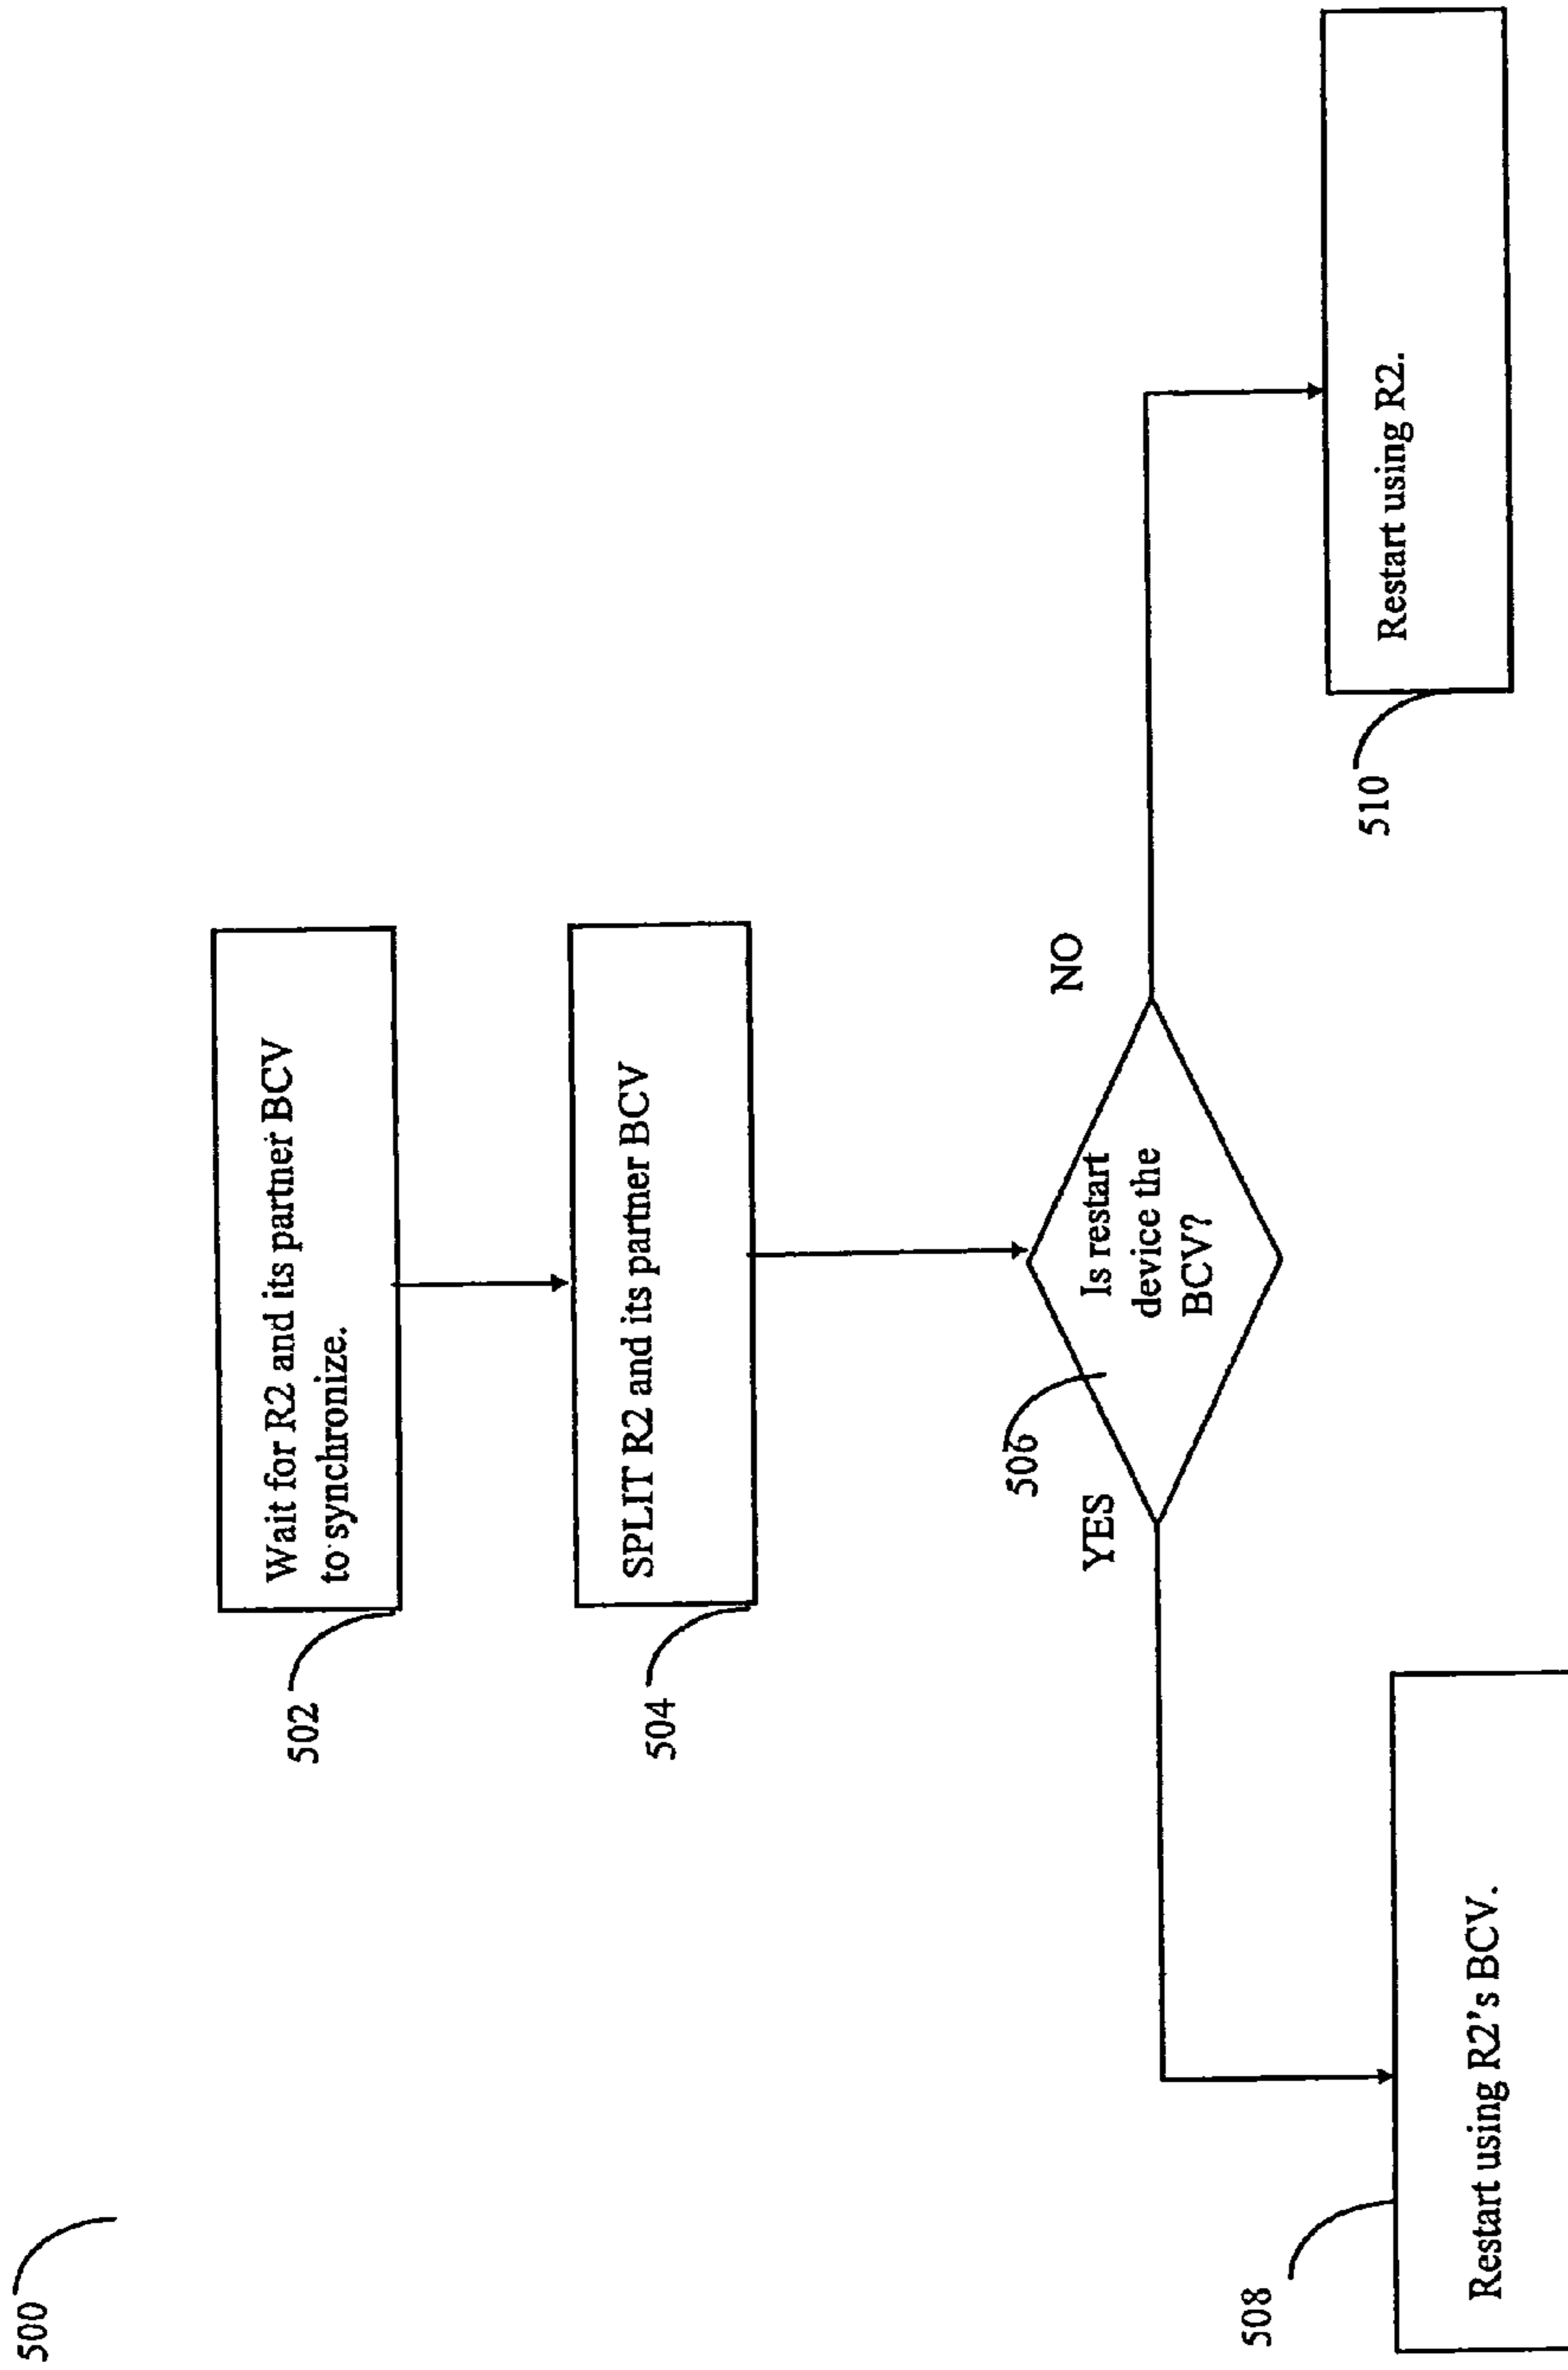 500
502
Wait for R2 and its partner BCV
to synchronize.
504
SPLIT R2 and its partner BCV
506
Is restart
device the
BCV?
YES
NO
508
Restart using R2's BCV.
510
Restart using R2.